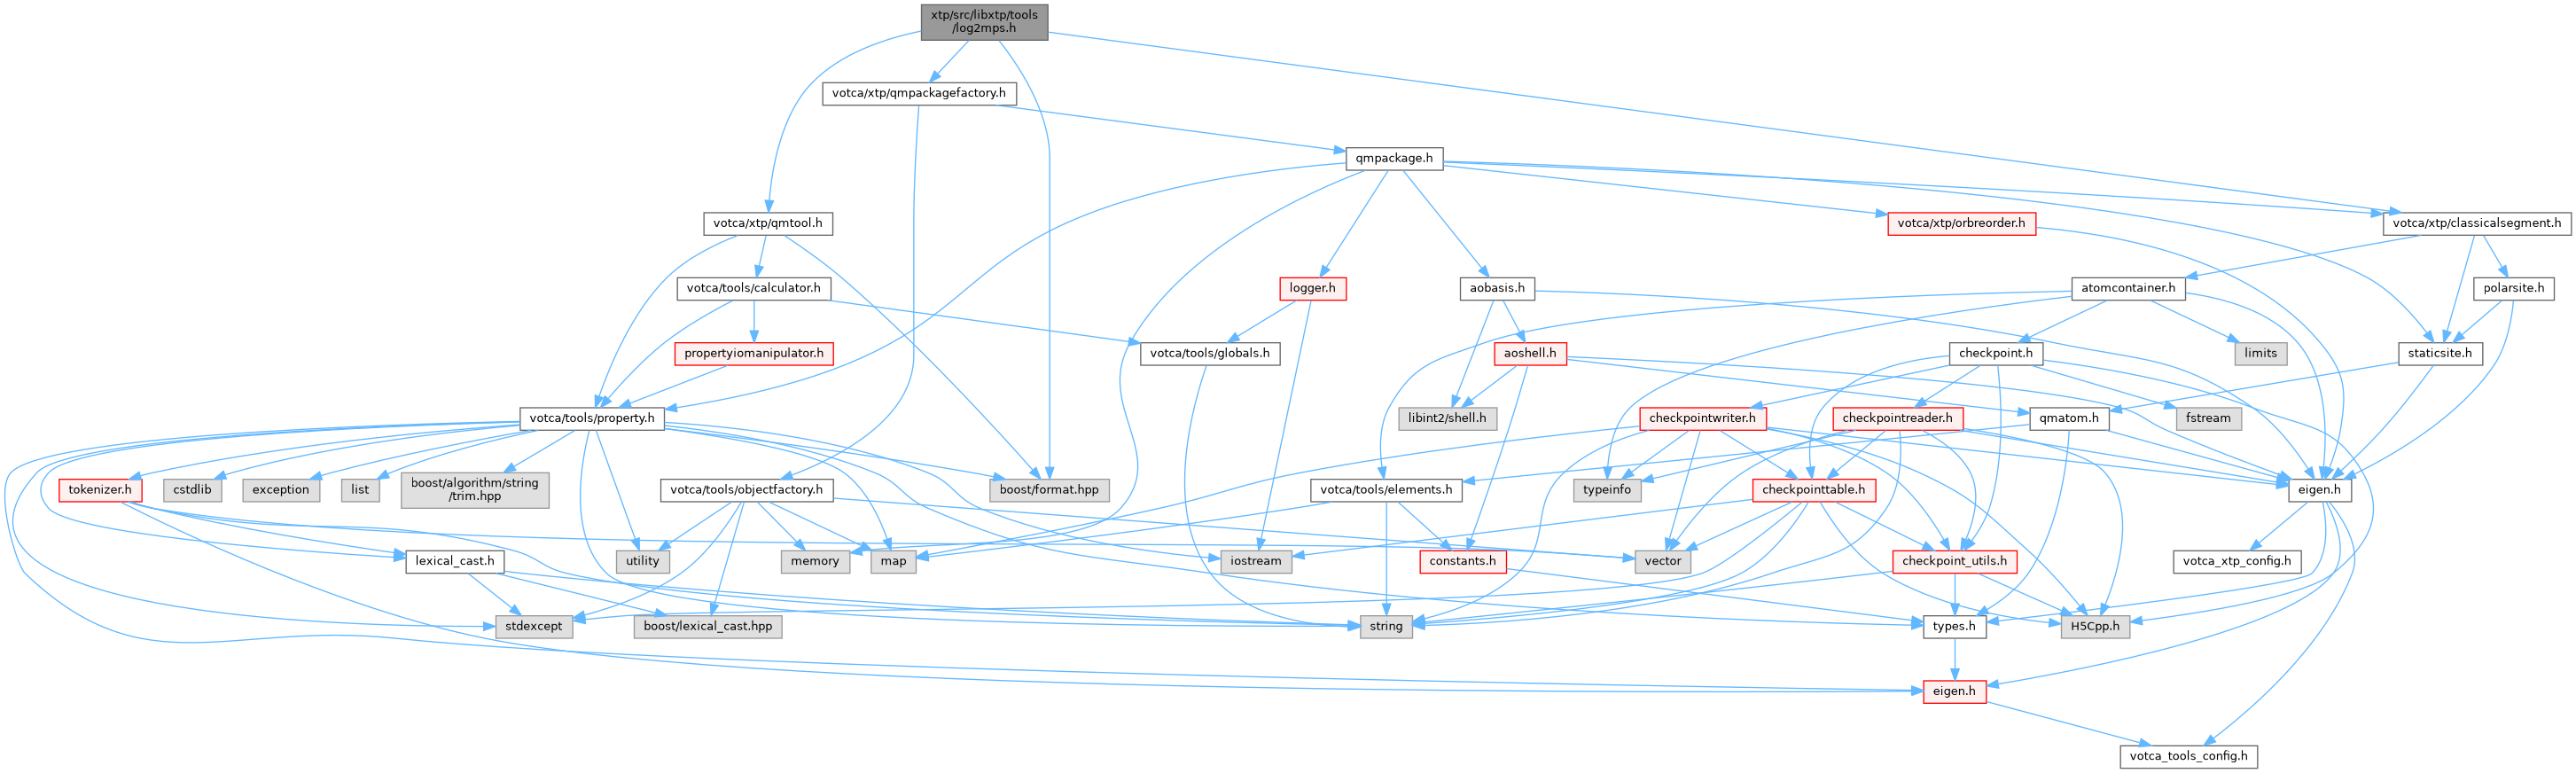 xtp/src/libxtp/tools
/log2mps.h
votca/xtp/qmpackagefactory.h
qmpackage.h
votca/xtp/qmtool.h
votca/xtp/orbreorder.h
votca/xtp/classicalsegment.h
votca/tools/calculator.h
logger.h
aobasis.h
atomcontainer.h
polarsite.h
propertyiomanipulator.h
votca/tools/globals.h
aoshell.h
checkpoint.h
limits
staticsite.h
votca/tools/property.h
libint2/shell.h
checkpointwriter.h
checkpointreader.h
qmatom.h
fstream
tokenizer.h
cstdlib
exception
list
boost/algorithm/string
/trim.hpp
votca/tools/objectfactory.h
boost/format.hpp
votca/tools/elements.h
typeinfo
checkpointtable.h
eigen.h
lexical_cast.h
utility
memory
map
iostream
constants.h
vector
checkpoint_utils.h
votca_xtp_config.h
stdexcept
boost/lexical_cast.hpp
string
types.h
H5Cpp.h
eigen.h
votca_tools_config.h